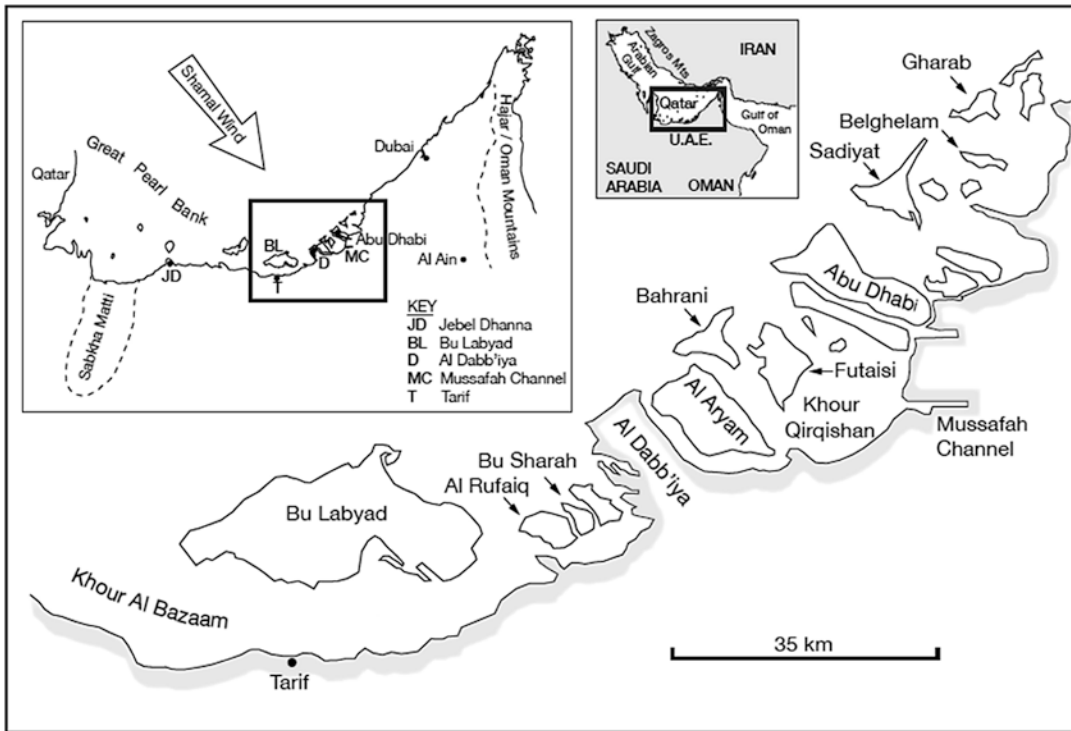 Shamal Wind
Great Pearl Bank
Qatar
Dubai
Hajar / Oman Mountains
BL
Abu Dhabi
D
MC
Al Ain
JD
T
Sabkha Matti
KEY
JD Jebel Dhanna
BL Bu Labyad
D Al Dabb'iya
MC Mussafah Channel
T Tarif
Zagros Mts
IRAN
Arabian
Gulf
Qatar
Gulf of
Oman
U.A.E.
SAUDI
ARABIA
OMAN
Gharab
Belghelam
Sadiyat
Abu Dhabi
Bahrani
Futaisi
Al Aryam
Khour
Qirqishan
Mussafah
Channel
Al Dabb'iya
Bu Sharah
Al Rufaiq
Bu Labyad
Khour Al Bazaam
Tarif
35 km